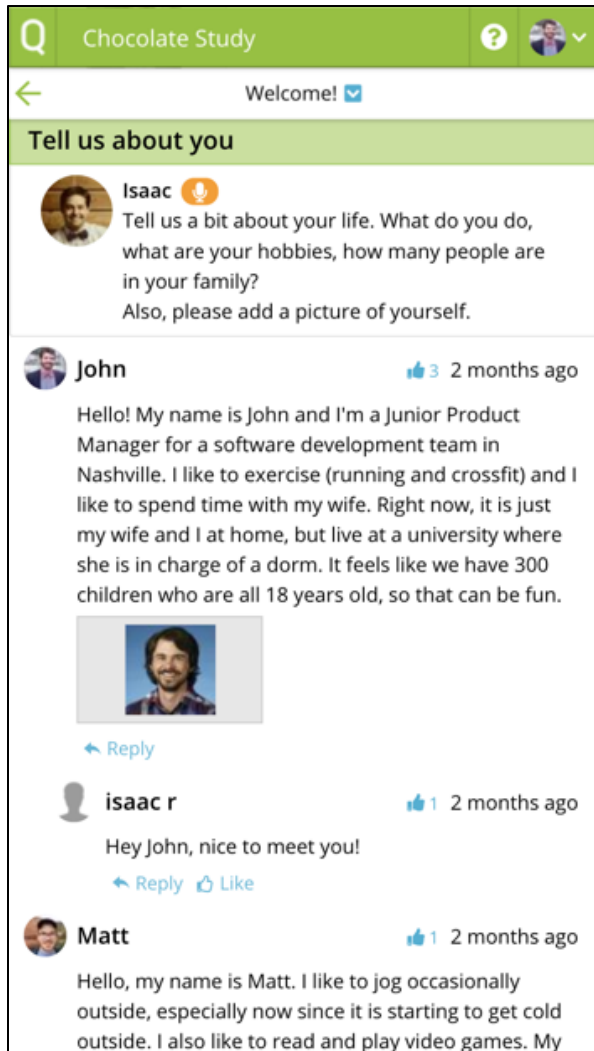 Q Chocolate Study ?
Welcome!
Tell us about you
Isaac
Tell us a bit about your life. What do you do,
what are your hobbies, how many people are
in your family?
Also, please add a picture of yourself.
John 3 2 months ago
Hello! My name is John and I'm a Junior Product
Manager for a software development team in
Nashville. I like to exercise (running and crossfit) and I
like to spend time with my wife. Right now, it is just
my wife and I at home, but live at a university where
she is in charge of a dorm. It feels like we have 300
children who are all 18 years old, so that can be fun.
Reply
isaac r 1 2 months ago
Hey John, nice to meet you!
Reply Like
Matt 1 2 months ago
Hello, my name is Matt. I like to jog occasionally
outside, especially now since it is starting to get cold
outside. I also like to read and play video games. My